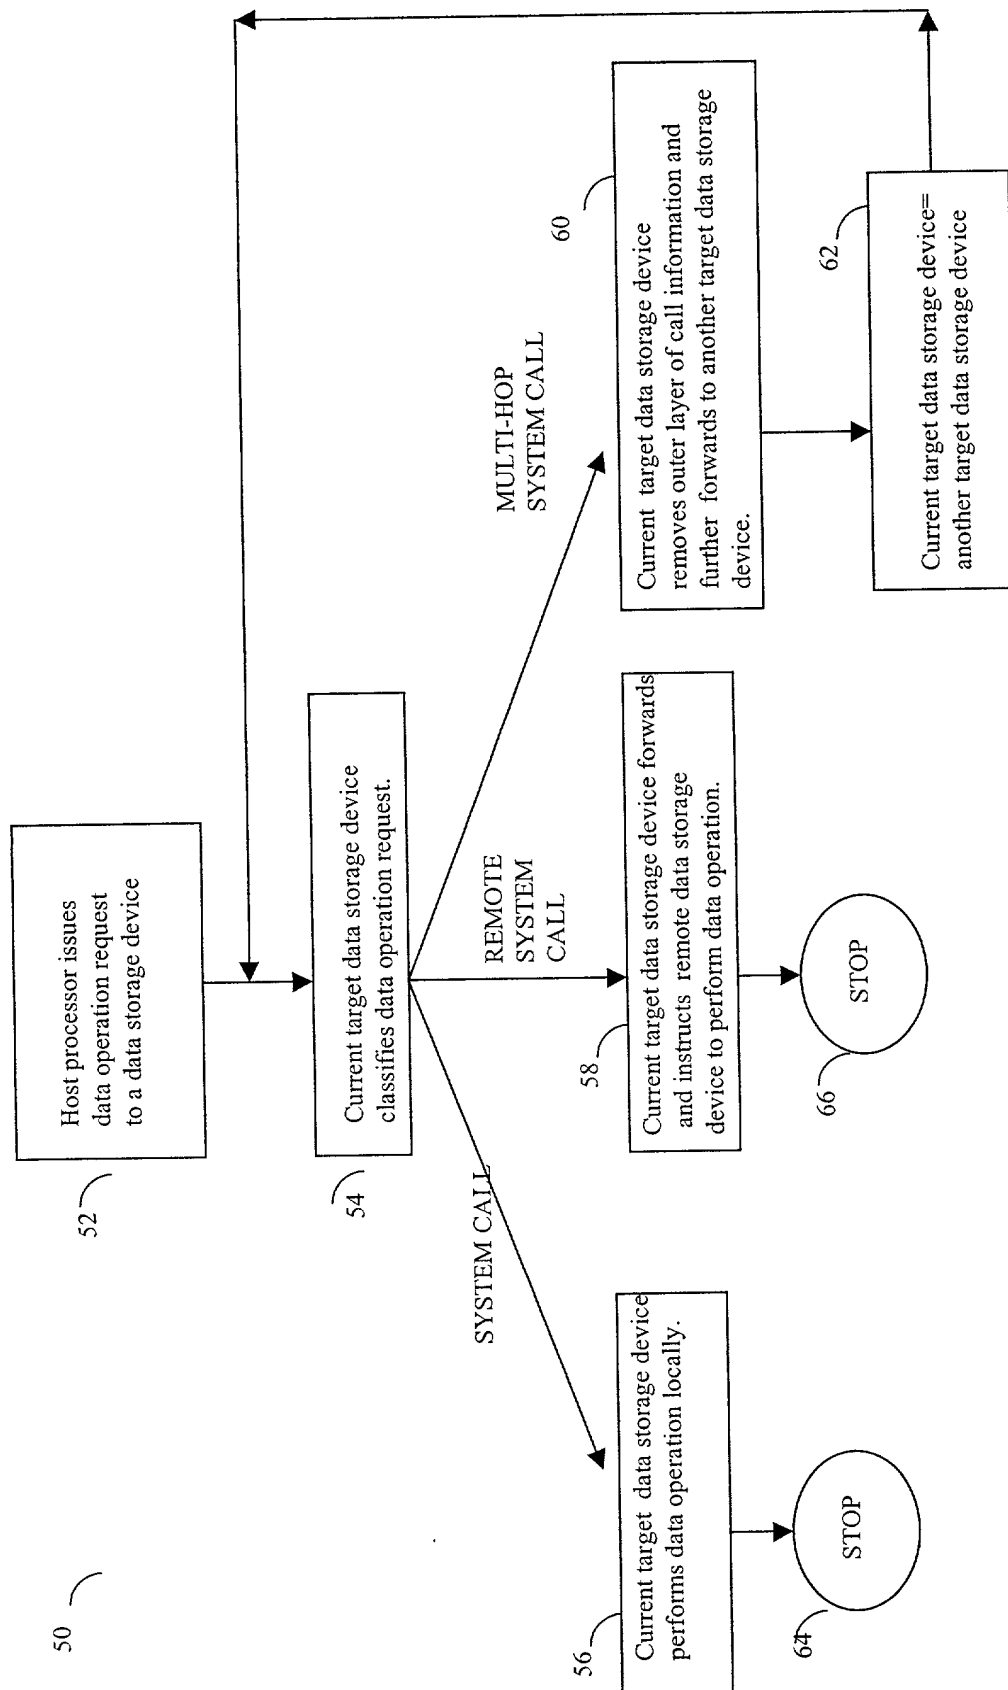 50
52
Host processor issues
data operation request
to a data storage device
54
Current target data storage device
classifies data operation request.
SYSTEM CALL
REMOTE
SYSTEM
CALL
MULTI-HOP
SYSTEM CALL
56
Current target data storage device
performs data operation locally.
58
Current target data storage device forwards
and instructs remote data storage
device to perform data operation.
60
Current target data storage device
removes outer layer of call information and
further forwards to another target data storage
device.
62
Current target data storage device=
another target data storage device
64
STOP
66
STOP